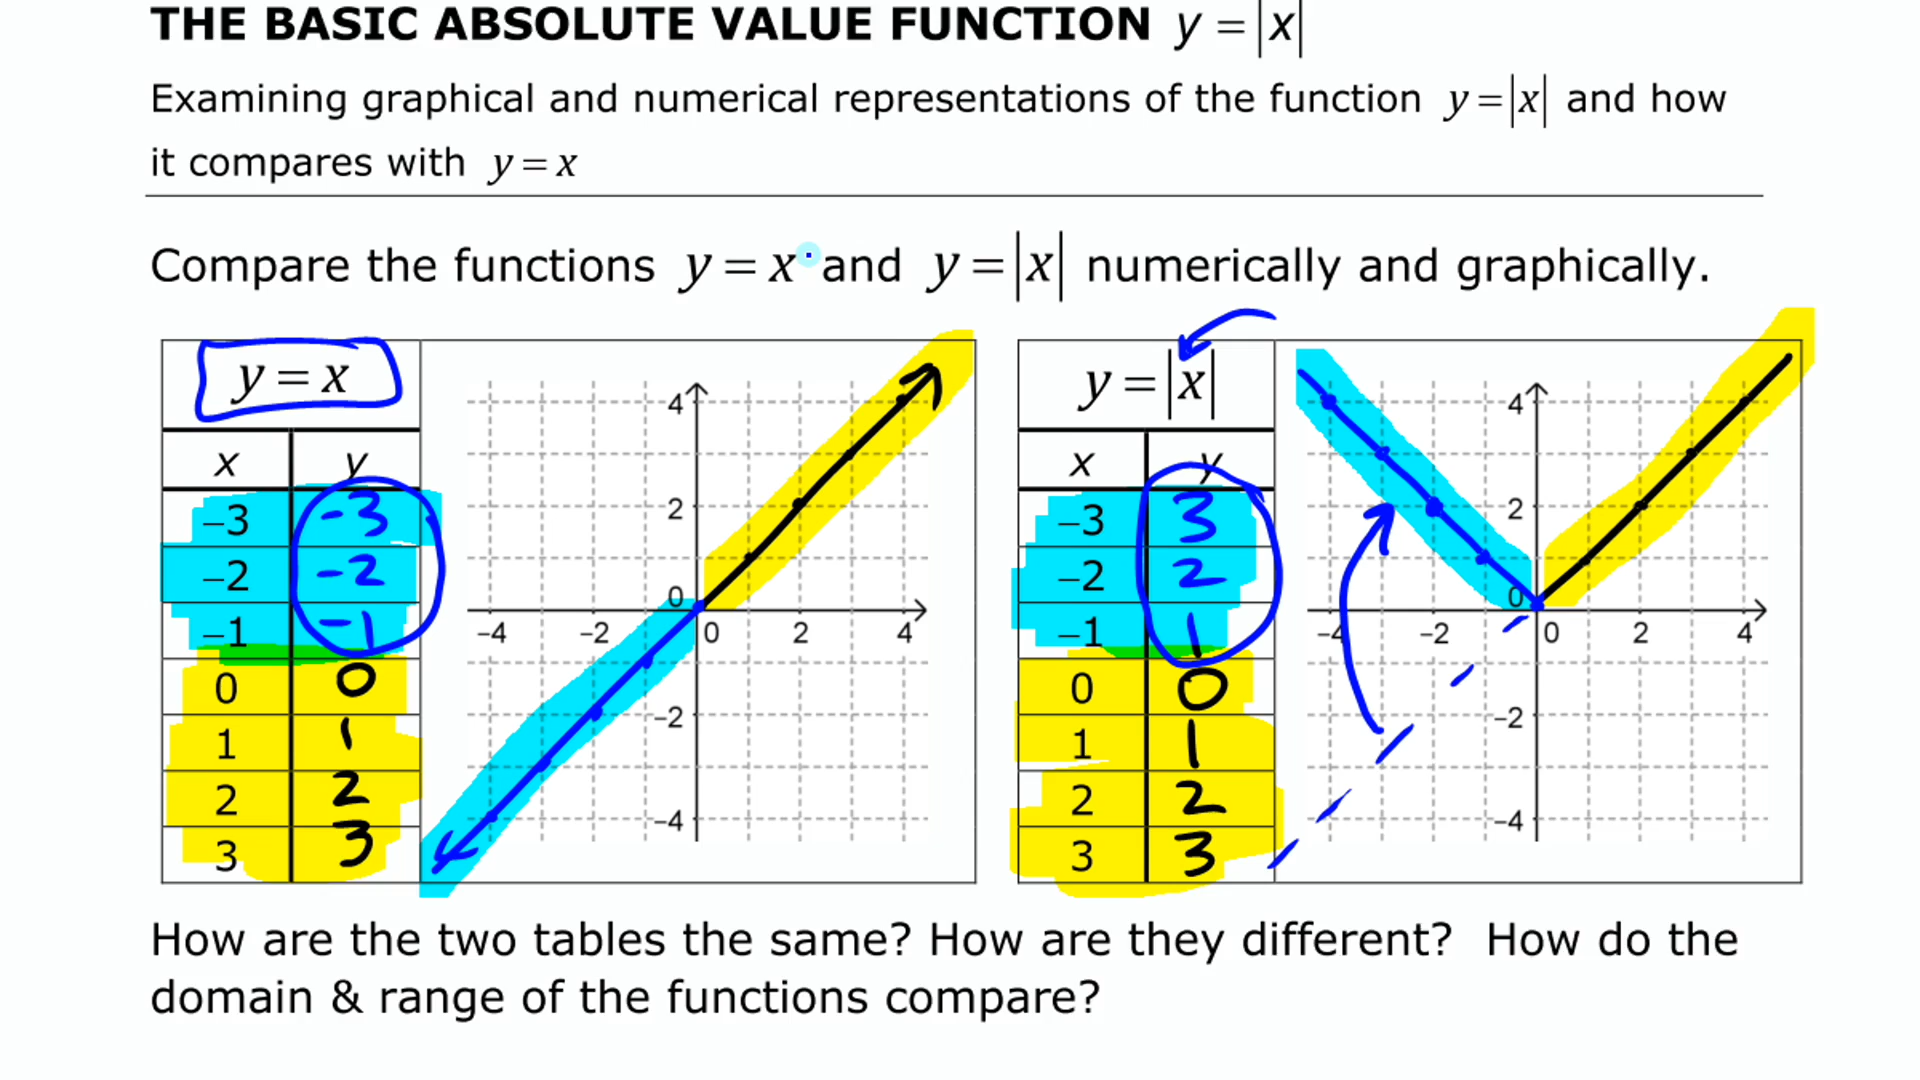 THE BASIC ABSOLUTE VALUE FUNCTION y = |x|
Examining graphical and numerical representations of the function y = |x| and how
it compares with y = x
Compare the functions y = x and y = |x| numerically and graphically.
y = x
x y
−3 -3
−2 -2
−1 -1
0 0
1 1
2 2
3 3
4
2
0
−4 −2 0 2 4
−2
−4
y = |x|
x y
−3 3
−2 2
−1 1
0 0
1 1
2 2
3 3
4
2
0
−4 −2 0 2 4
−2
−4
How are the two tables the same? How are they different? How do the
domain & range of the functions compare?